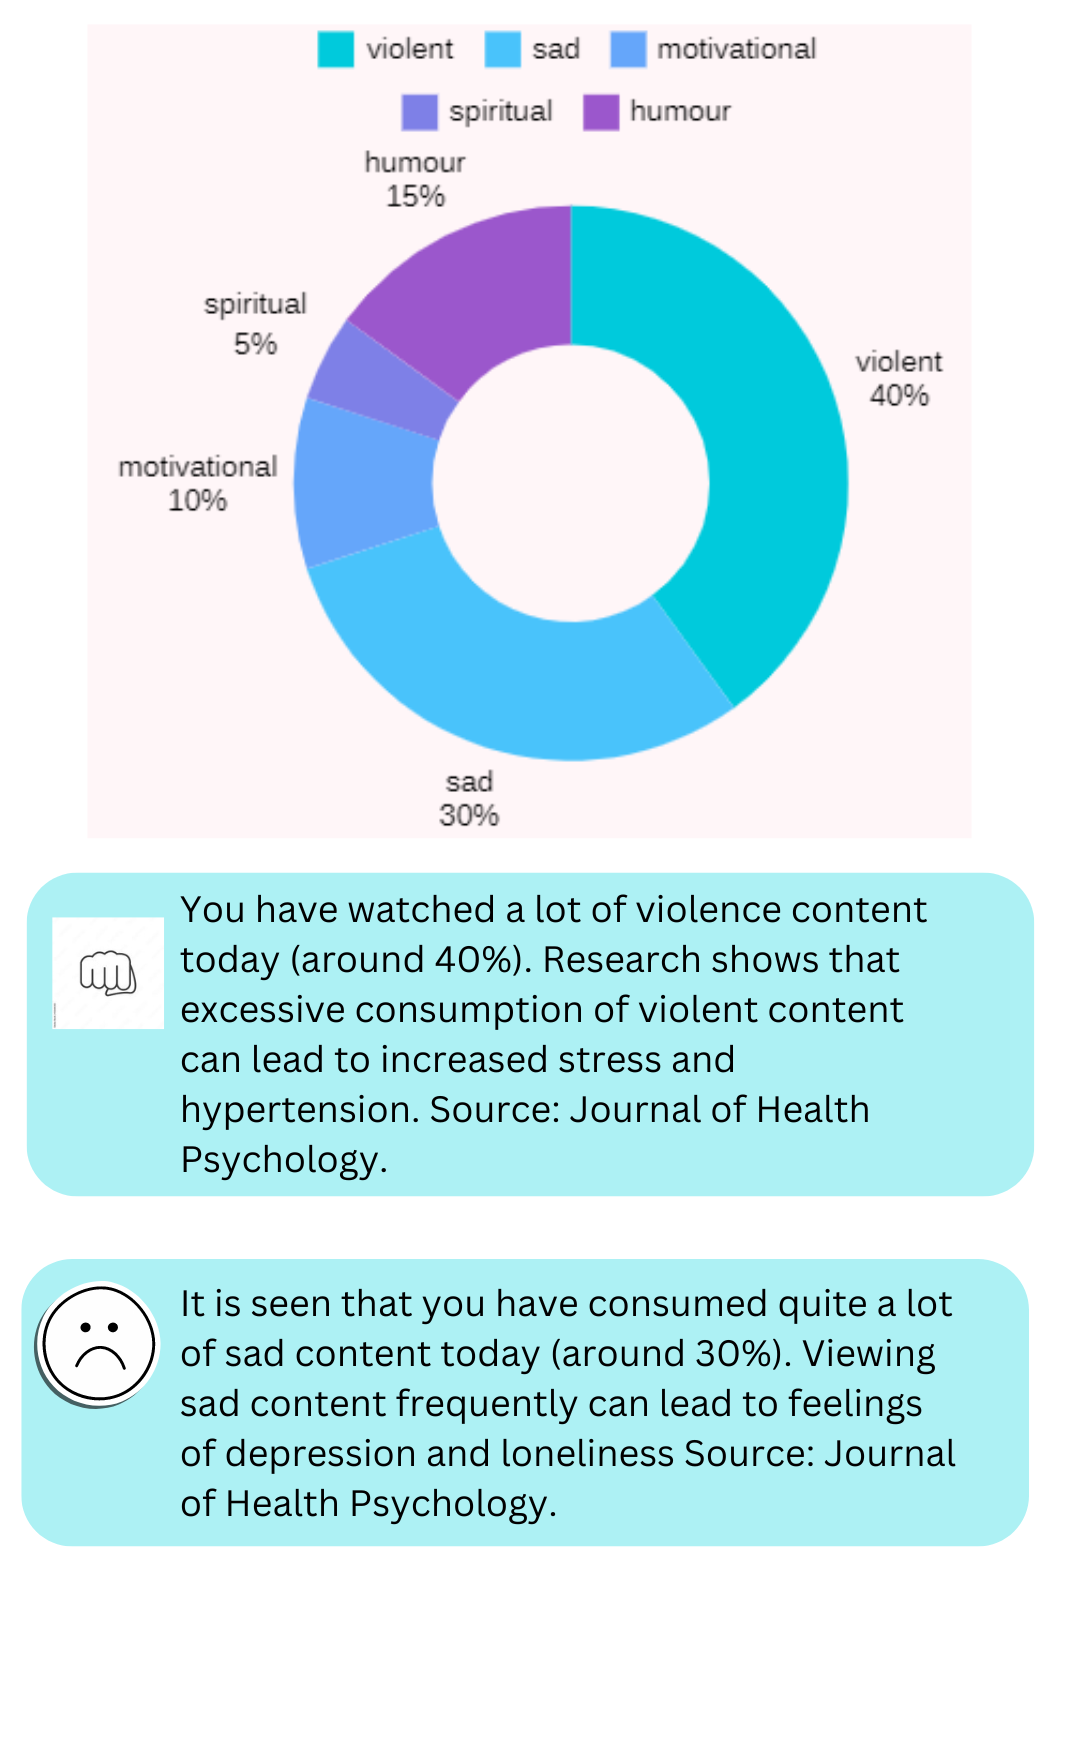 violent sad motivational
spiritual humour
humour
15%
spiritual
5%
violent
40%
motivational
10%
sad
30%
You have watched a lot of violence content
today (around 40%). Research shows that
excessive consumption of violent content
can lead to increased stress and
hypertension. Source: Journal of Health
Psychology.
It is seen that you have consumed quite a lot
of sad content today (around 30%). Viewing
sad content frequently can lead to feelings
of depression and loneliness Source: Journal
of Health Psychology.